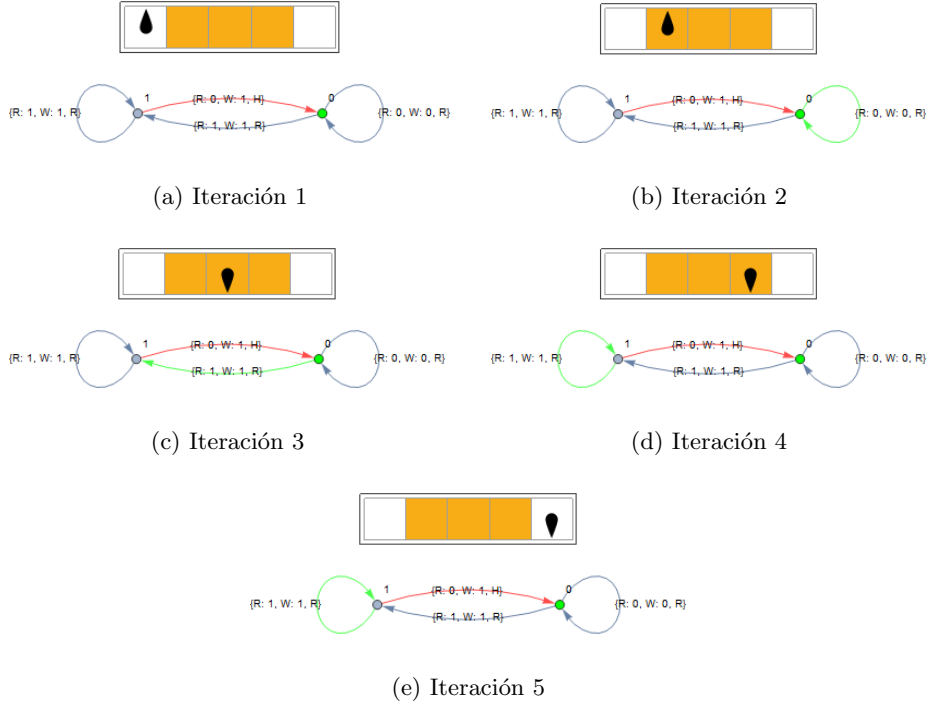 1 0
{R: 1, W: 1, R} {R: 0, W: 1, H} {R: 1, W: 1, R} {R: 0, W: 0, R}
(a) Iteración 1
1 0
{R: 1, W: 1, R} {R: 0, W: 1, H} {R: 1, W: 1, R} {R: 0, W: 0, R}
(b) Iteración 2
1 0
{R: 1, W: 1, R} {R: 0, W: 1, H} {R: 1, W: 1, R} {R: 0, W: 0, R}
(c) Iteración 3
1 0
{R: 1, W: 1, R} {R: 0, W: 1, H} {R: 1, W: 1, R} {R: 0, W: 0, R}
(d) Iteración 4
1 0
{R: 1, W: 1, R} {R: 0, W: 1, H} {R: 1, W: 1, R} {R: 0, W: 0, R}
(e) Iteración 5